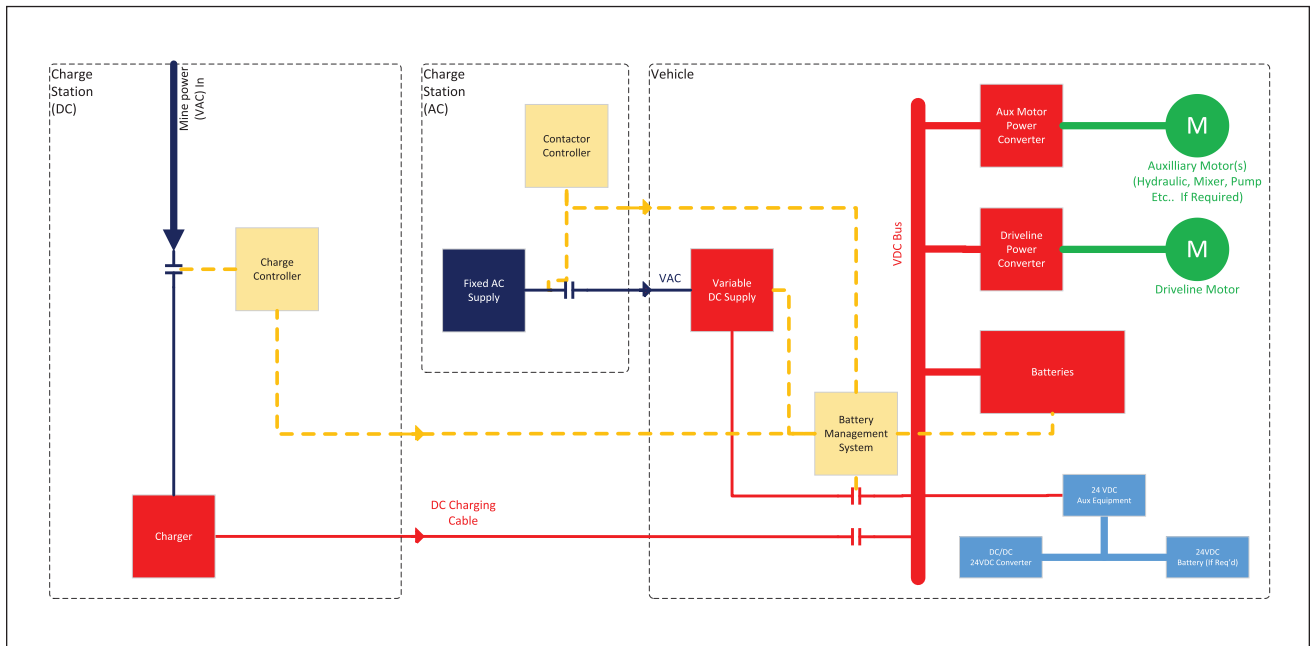 Charge
Station
(DC)
Mine power
(VAC) In
Charge
Controller
Charger
DC Charging
Cable
Charge
Station
(AC)
Contactor
Controller
Fixed AC
Supply
VAC
Vehicle
Variable
DC Supply
Battery
Management
System
VDC Bus
Aux Motor
Power
Converter
M
Auxilliary Motor(s)
(Hydraulic, Mixer, Pump
Etc.. If Required)
Driveline
Power
Converter
M
Driveline Motor
Batteries
24 VDC
Aux Equipment
DC/DC
24VDC Converter
24VDC
Battery (If Req'd)